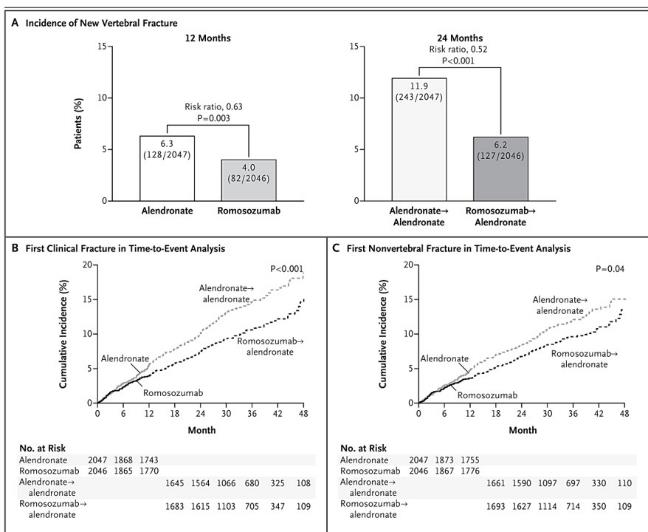 A Incidence of New Vertebral Fracture
12 Months
15
10
5
0
Patients (%)
Risk ratio, 0.63
P=0.003
6.3
(128/2047)
4.0
(82/2046)
Alendronate
Romosozumab
24 Months
Risk ratio, 0.52
P<0.001
15
10
5
0
11.9
(243/2047)
6.2
(127/2046)
Alendronate→
Alendronate
Romosozumab→
Alendronate
B First Clinical Fracture in Time-to-Event Analysis
20
15
10
5
0
Cumulative Incidence (%)
P<0.001
Alendronate→
alendronate
Romosozumab→
alendronate
Alendronate
Romosozumab
0 6 12 18 24 30 36 42 48
Month
No. at Risk
Alendronate 2047 1868 1743
Romosozumab 2046 1865 1770
Alendronate→ 1645 1564 1066 680 325 108
alendronate
Romosozumab→ 1683 1615 1103 705 347 109
alendronate
C First Nonvertebral Fracture in Time-to-Event Analysis
20
15
10
5
0
Cumulative Incidence (%)
P=0.04
Alendronate→
alendronate
Romosozumab→
alendronate
Alendronate
Romosozumab
0 6 12 18 24 30 36 42 48
Month
No. at Risk
Alendronate 2047 1873 1755
Romosozumab 2046 1867 1776
Alendronate→ 1661 1590 1097 697 330 110
alendronate
Romosozumab→ 1693 1627 1114 714 350 109
alendronate